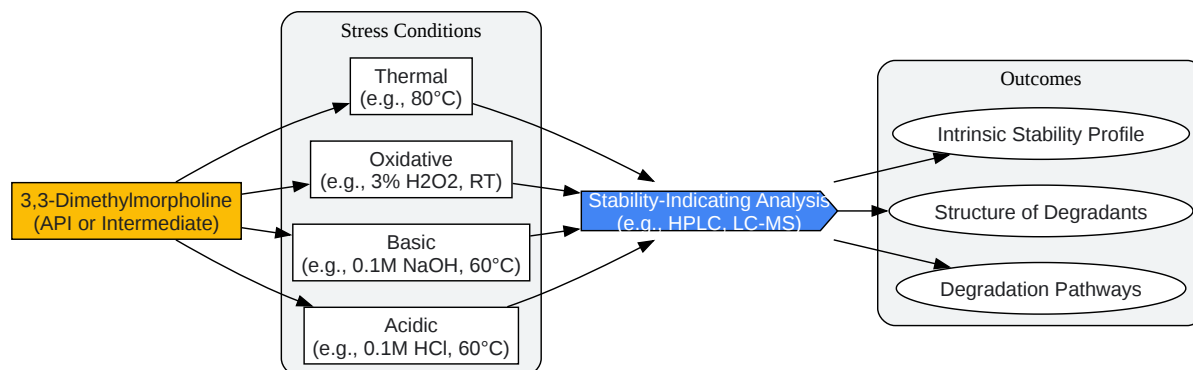 Stress Conditions
Thermal
(e.g., 80°C)
Oxidative
(e.g., 3% H2O2, RT)
Basic
(e.g., 0.1M NaOH, 60°C)
Acidic
(e.g., 0.1M HCl, 60°C)
3,3-Dimethylmorpholine
(API or Intermediate)
Stability-Indicating Analysis
(e.g., HPLC, LC-MS)
Outcomes
Intrinsic Stability Profile
Structure of Degradants
Degradation Pathways